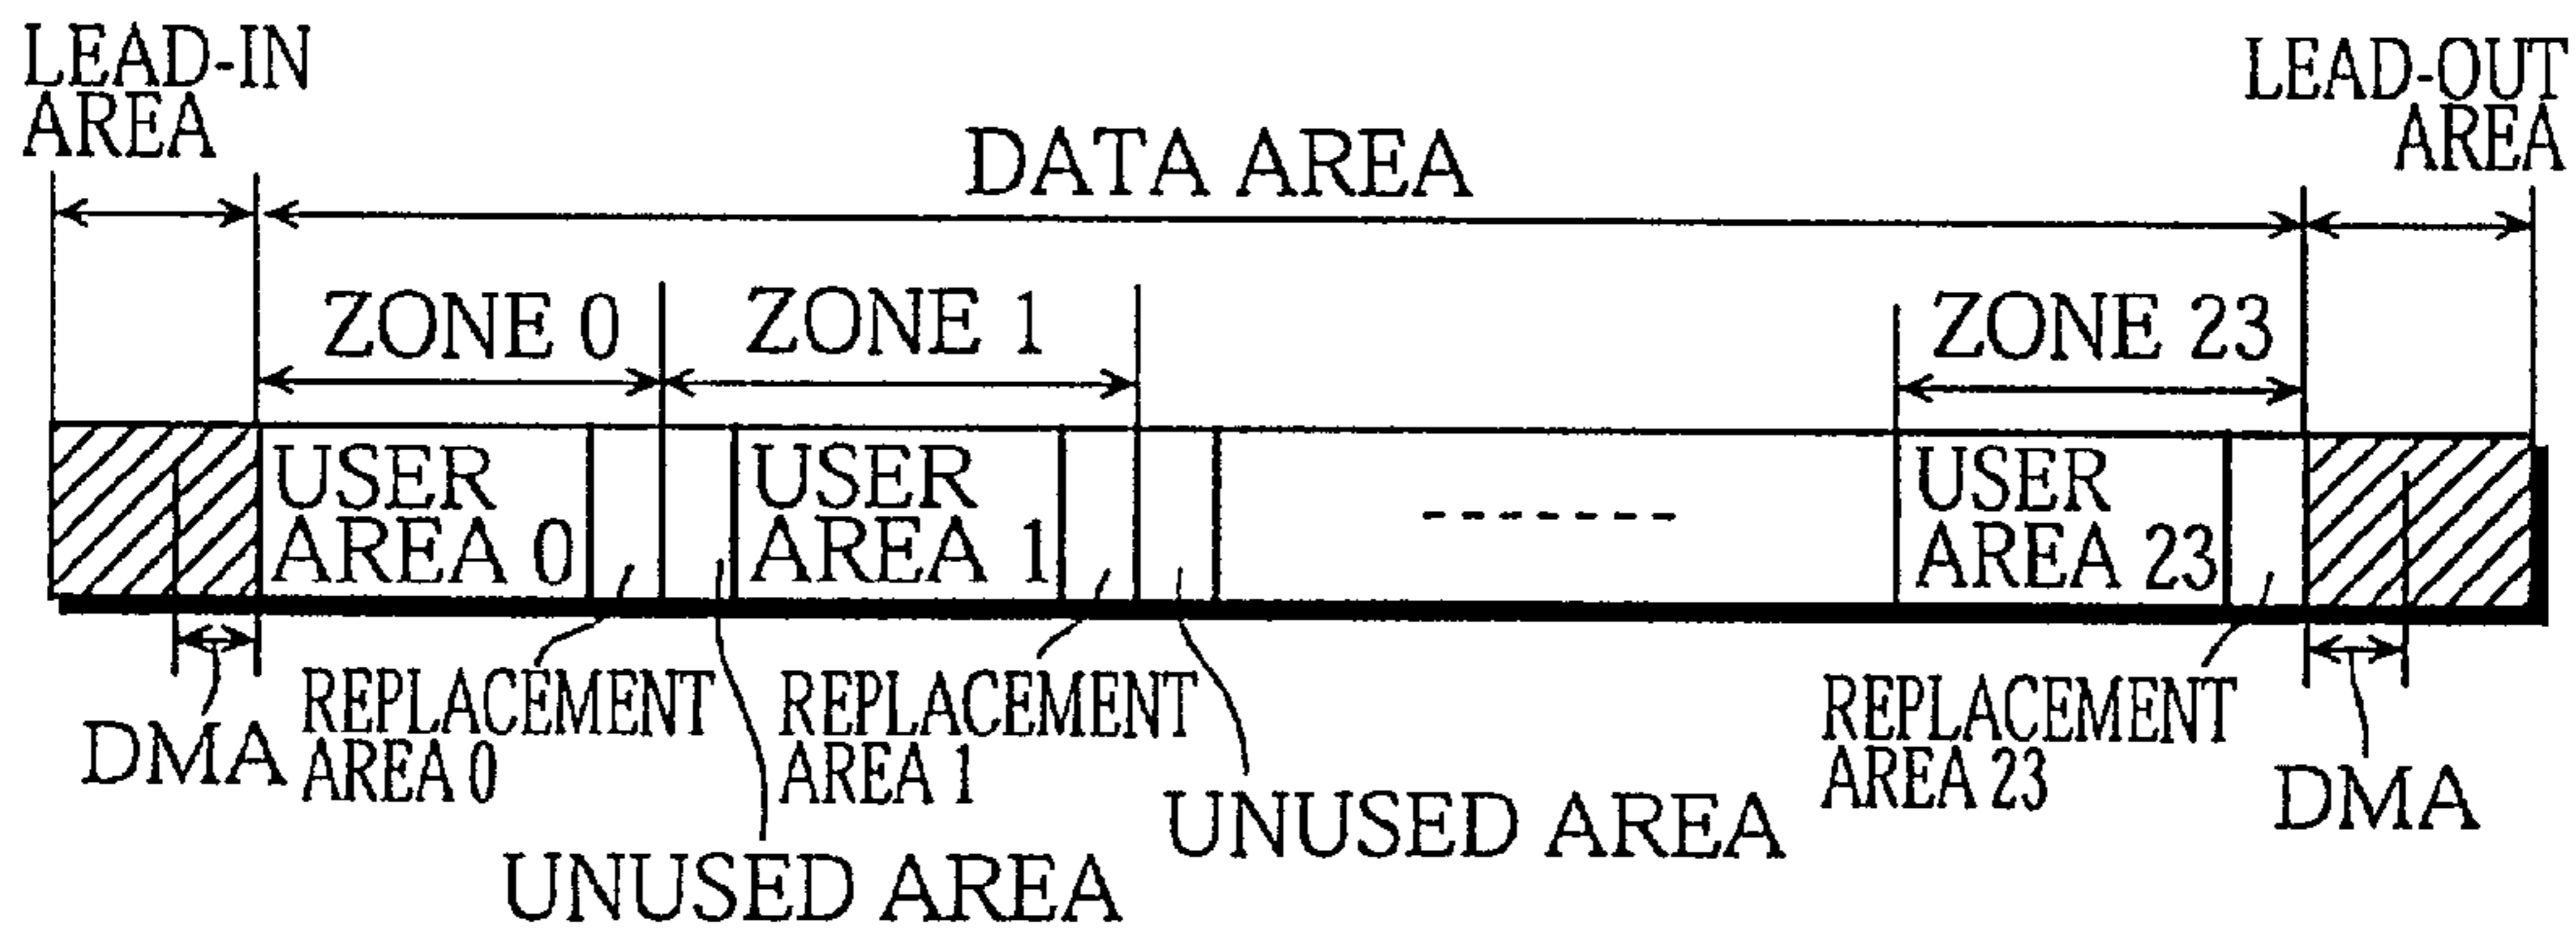 LEAD-IN
AREA
DATA AREA
LEAD-OUT
AREA
ZONE 0
ZONE 1
ZONE 23
USER
AREA 0
USER
AREA 1
-------
USER
AREA 23
DMA
REPLACEMENT
AREA 0
UNUSED AREA
REPLACEMENT
AREA 1
UNUSED AREA
REPLACEMENT
AREA 23
DMA